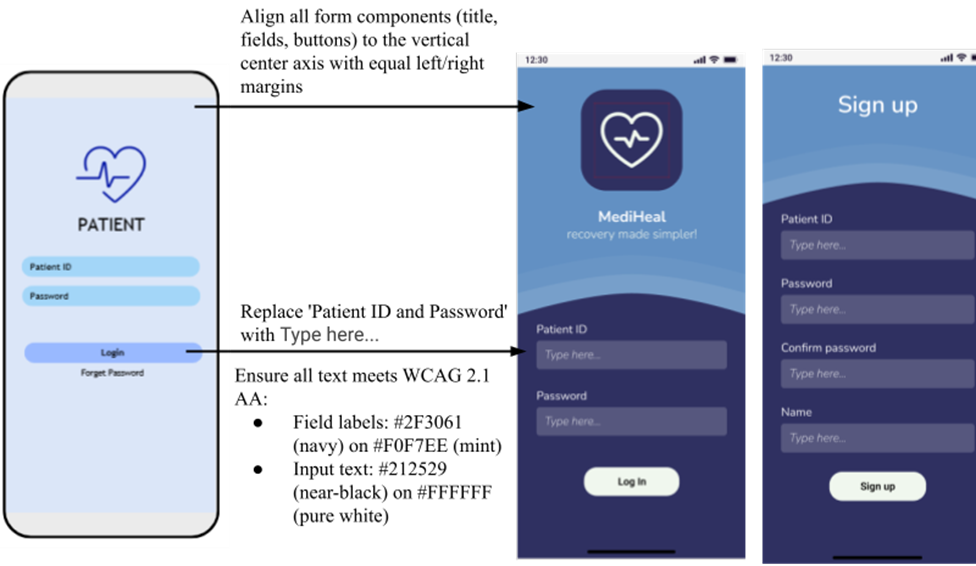 Align all form components (title,
fields, buttons) to the vertical
center axis with equal left/right
margins
PATIENT
Patient ID
Password
Login
Forget Password
Replace 'Patient ID and Password'
with Type here...
Ensure all text meets WCAG 2.1
AA:
● Field labels: #2F3061
(navy) on #F0F7EE (mint)
● Input text: #212529
(near-black) on #FFFFFF
(pure white)
12:30
MediHeal
recovery made simpler!
Patient ID
Type here...
Password
Type here...
Log In
12:30
Sign up
Patient ID
Type here...
Password
Type here...
Confirm password
Type here...
Name
Type here...
Sign up